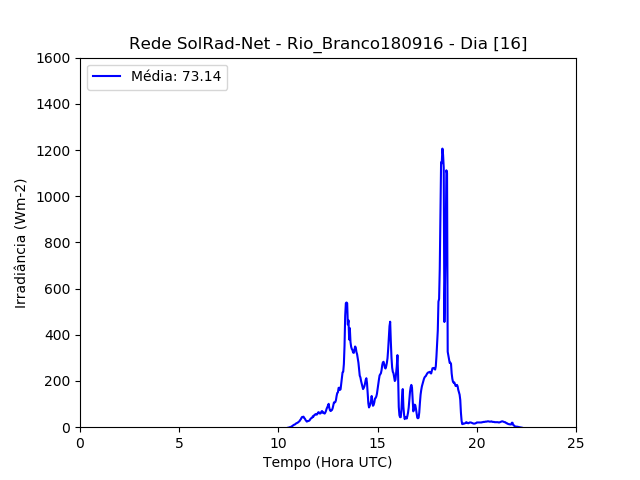 Rede SolRad-Net - Rio_Branco180916 - Dia [16]
Média: 73.14
1600
1400
1200
1000
800
600
400
200
0
Irradiância (Wm-2)
0 5 10 15 20 25
Tempo (Hora UTC)